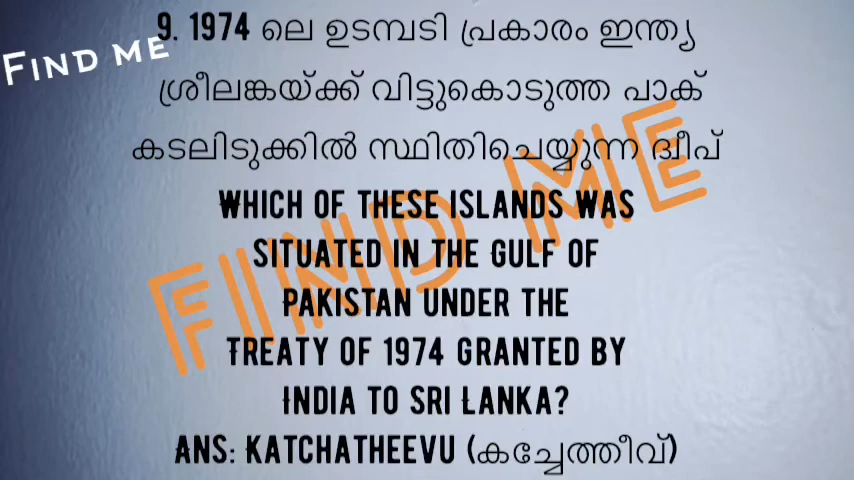 FIND ME
9. 1974 ലെ ഉടമ്പടി പ്രകാരം ഇന്ത്യ
ശ്രീലങ്കയ്ക്ക് വിട്ടുകൊടുത്ത പാക്
കടലിടുക്കിൽ സ്ഥിതിചെയ്യുന്ന ദ്വീപ്
WHICH OF THESE ISLANDS WAS
SITUATED IN THE GULF OF
PAKISTAN UNDER THE
TREATY OF 1974 GRANTED BY
INDIA TO SRI LANKA?
ANS: KATCHATHEEVU (കച്ചേത്തീവ്)
FIND ME